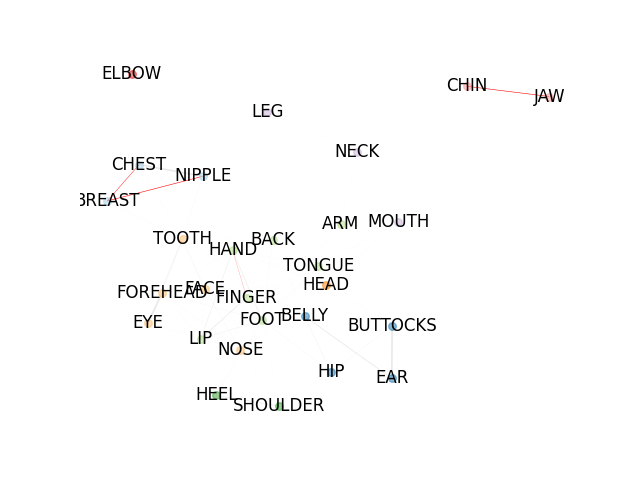 ELBOW
CHIN
JAW
LEG
NECK
CHEST
NIPPLE
BREAST
ARM
MOUTH
TOOTH
HAND
BACK
TONGUE
HEAD
FOREHEAD
FACE
FINGER
EYE
FOOT
BELLY
BUTTOCKS
LIP
NOSE
HIP
EAR
HEEL
SHOULDER